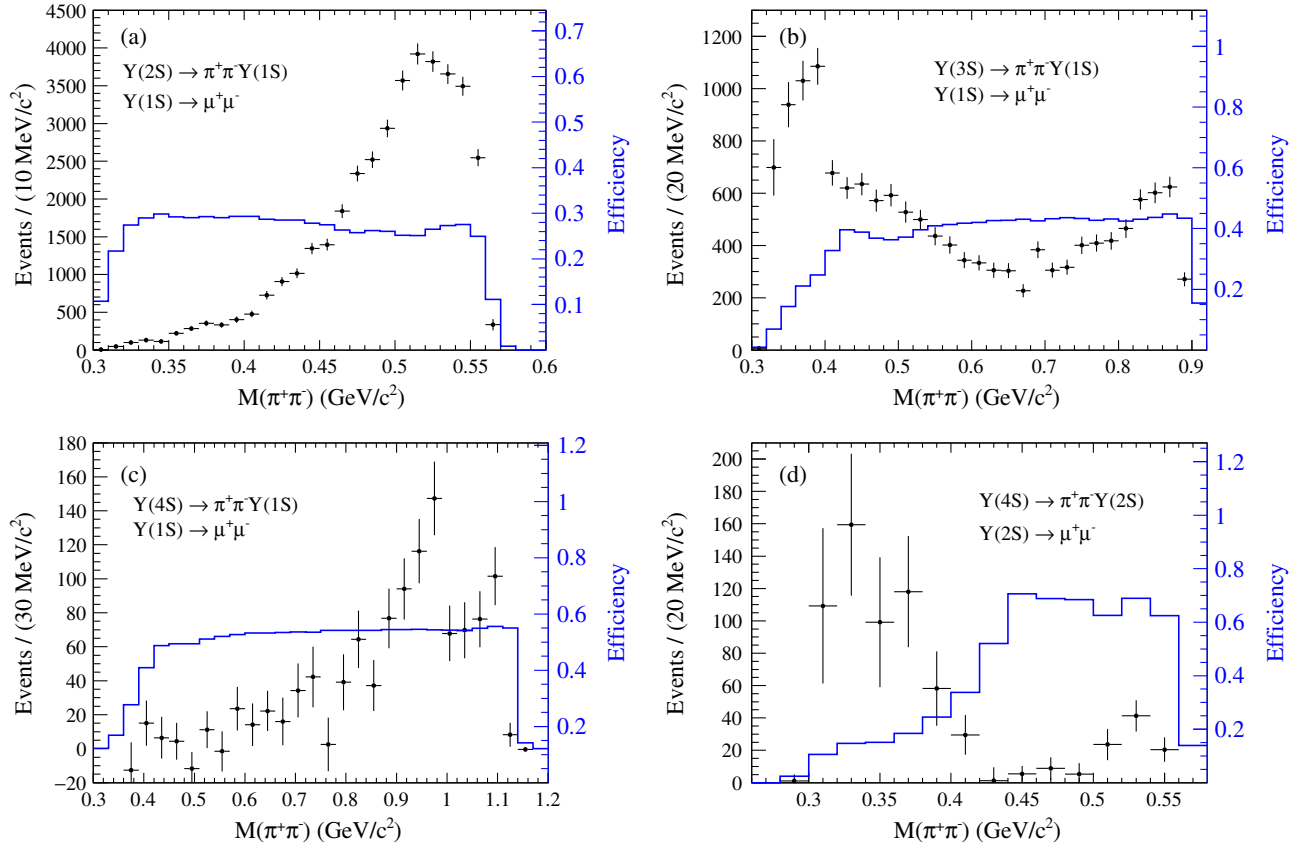 (a)
Υ(2S) → π⁺π⁻Υ(1S)
Υ(1S) → μ⁺μ⁻
Events / (10 MeV/c²)
4500
4000
3500
3000
2500
2000
1500
1000
500
0
0.3 0.35 0.4 0.45 0.5 0.55 0.6
M(π⁺π⁻) (GeV/c²)
0.7
0.6
0.5
0.4
0.3
0.2
0.1
Efficiency
(b)
Υ(3S) → π⁺π⁻Υ(1S)
Υ(1S) → μ⁺μ⁻
Events / (20 MeV/c²)
1200
1000
800
600
400
200
0
0.3 0.4 0.5 0.6 0.7 0.8 0.9
M(π⁺π⁻) (GeV/c²)
1
0.8
0.6
0.4
0.2
Efficiency
(c)
Υ(4S) → π⁺π⁻Υ(1S)
Υ(1S) → μ⁺μ⁻
Events / (30 MeV/c²)
180
160
140
120
100
80
60
40
20
0
−20
0.3 0.4 0.5 0.6 0.7 0.8 0.9 1 1.1 1.2
M(π⁺π⁻) (GeV/c²)
1.2
1
0.8
0.6
0.4
0.2
Efficiency
(d)
Υ(4S) → π⁺π⁻Υ(2S)
Υ(2S) → μ⁺μ⁻
Events / (20 MeV/c²)
200
180
160
140
120
100
80
60
40
20
0
0.3 0.35 0.4 0.45 0.5 0.55
M(π⁺π⁻) (GeV/c²)
1.2
1
0.8
0.6
0.4
0.2
0
Efficiency